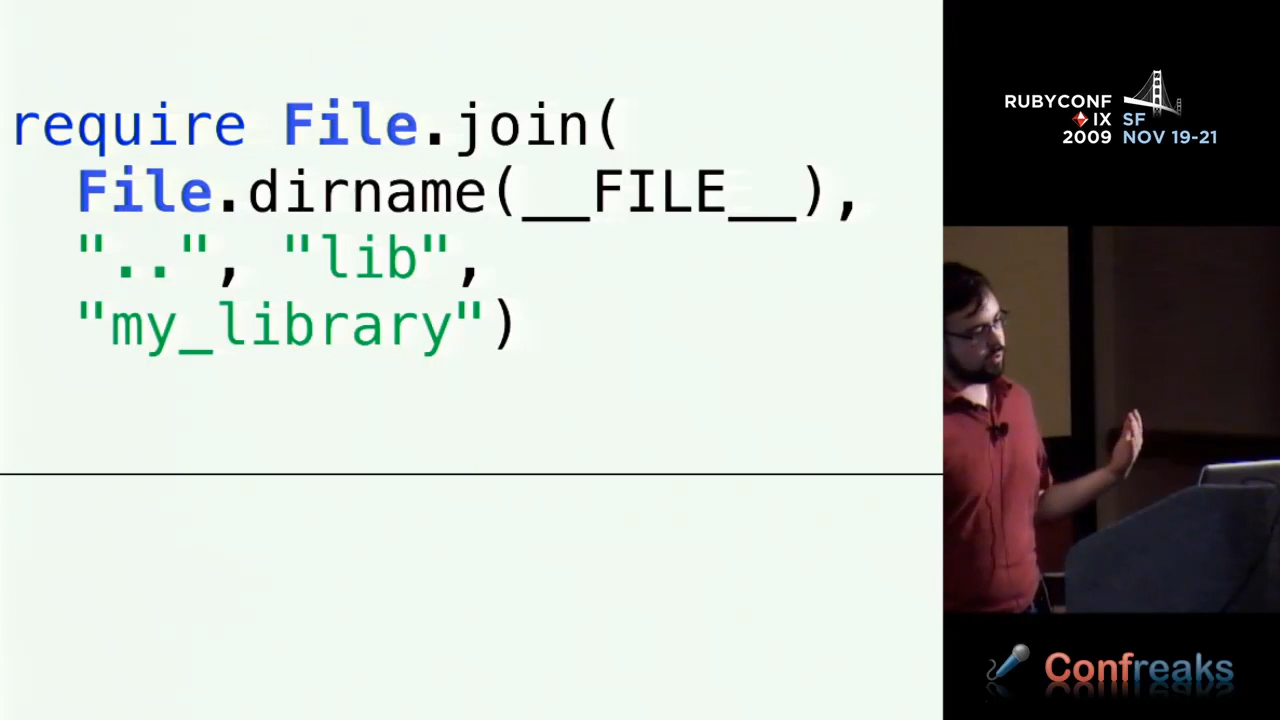 require File.join(
  File.dirname(__FILE__),
  "..", "lib",
  "my_library")
RUBYCONF
IX SF
2009 NOV 19-21
Confreaks